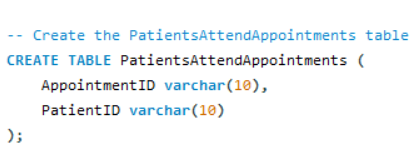 -- Create the PatientsAttendAppointments table
CREATE TABLE PatientsAttendAppointments (
    AppointmentID varchar(10),
    PatientID varchar(10)
);